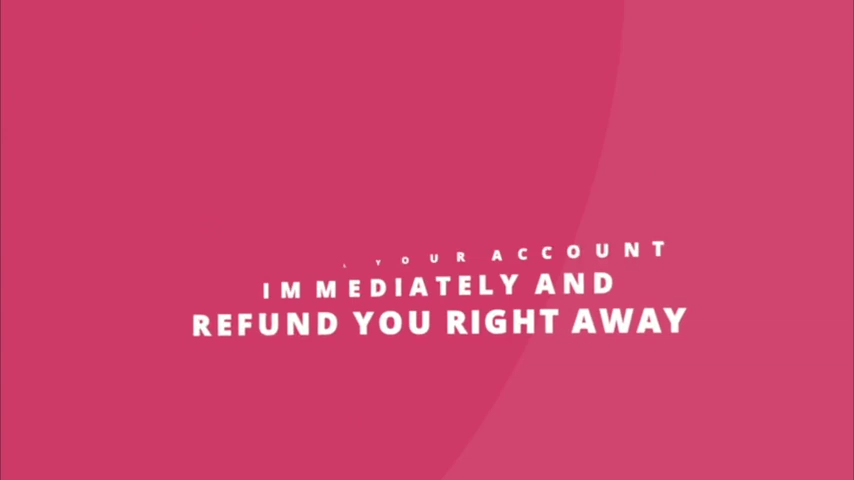 YOUR ACCOUNT
IMMEDIATELY AND
REFUND YOU RIGHT AWAY